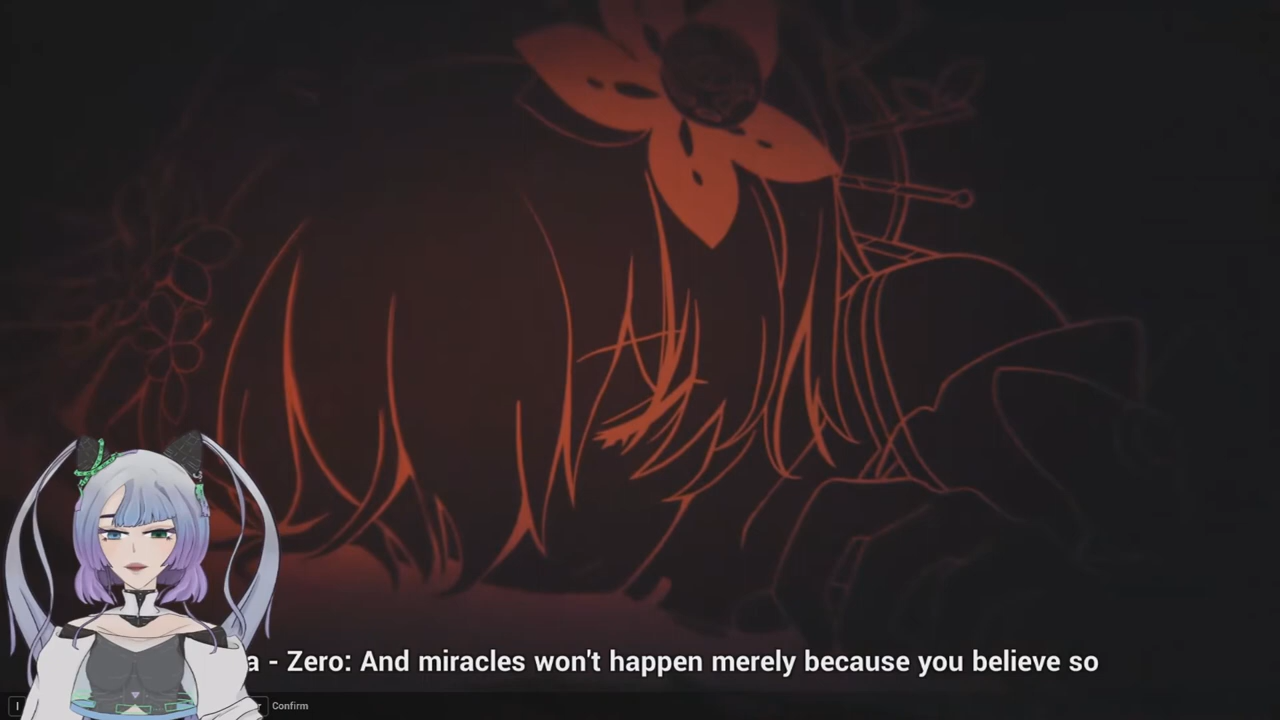 a - Zero: And miracles won't happen merely because you believe so
I
r Confirm